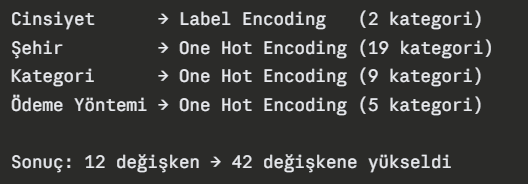 Cinsiyet → Label Encoding (2 kategori)
Şehir → One Hot Encoding (19 kategori)
Kategori → One Hot Encoding (9 kategori)
Ödeme Yöntemi → One Hot Encoding (5 kategori)
Sonuç: 12 değişken → 42 değişkene yükseldi